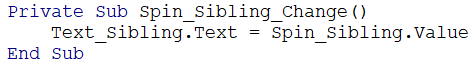 Private Sub Spin_Sibling_Change()
    Text_Sibling.Text = Spin_Sibling.Value
End Sub